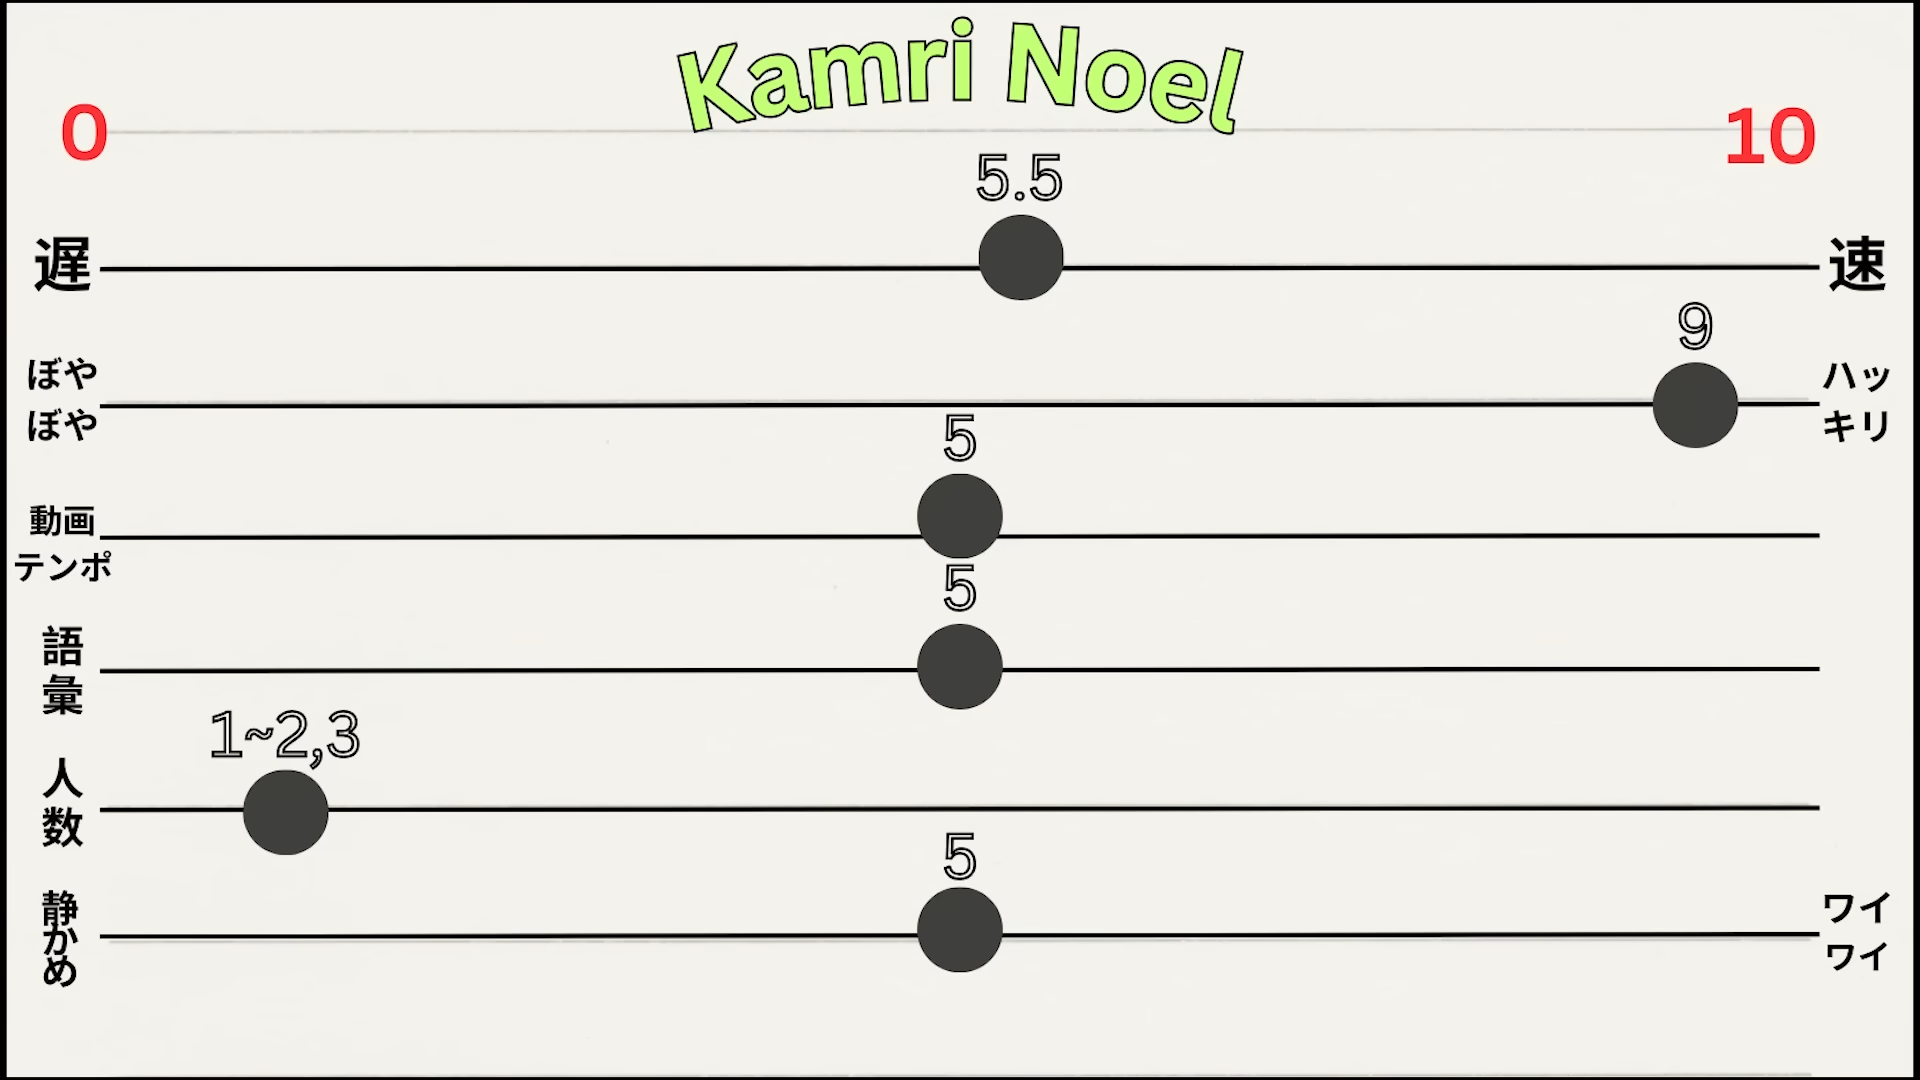 Kamri Noel
0
10
5.5
遅
速
9
ぼや
ぼや
ハッ
キリ
5
動画
テンポ
5
語
彙
1~2,3
人
数
5
静
か
め
ワイ
ワイ